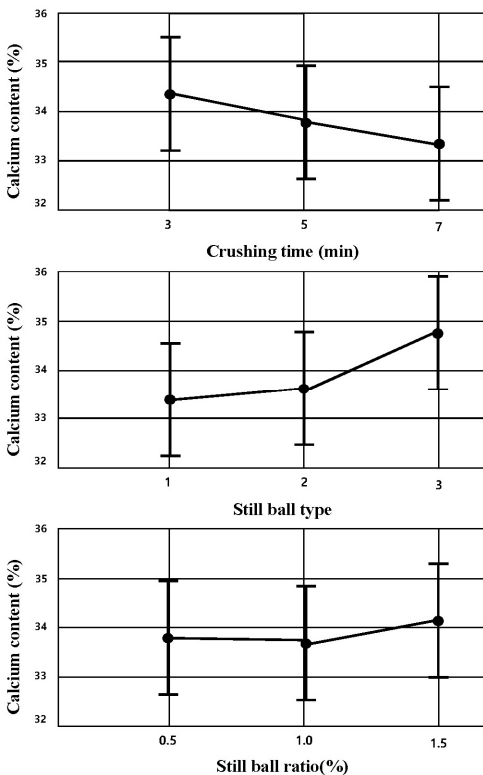 Calcium content (%)
36
35
34
33
32
3 5 7
Crushing time (min)
Calcium content (%)
36
35
34
33
32
1 2 3
Still ball type
Calcium content (%)
36
35
34
33
32
0.5 1.0 1.5
Still ball ratio(%)